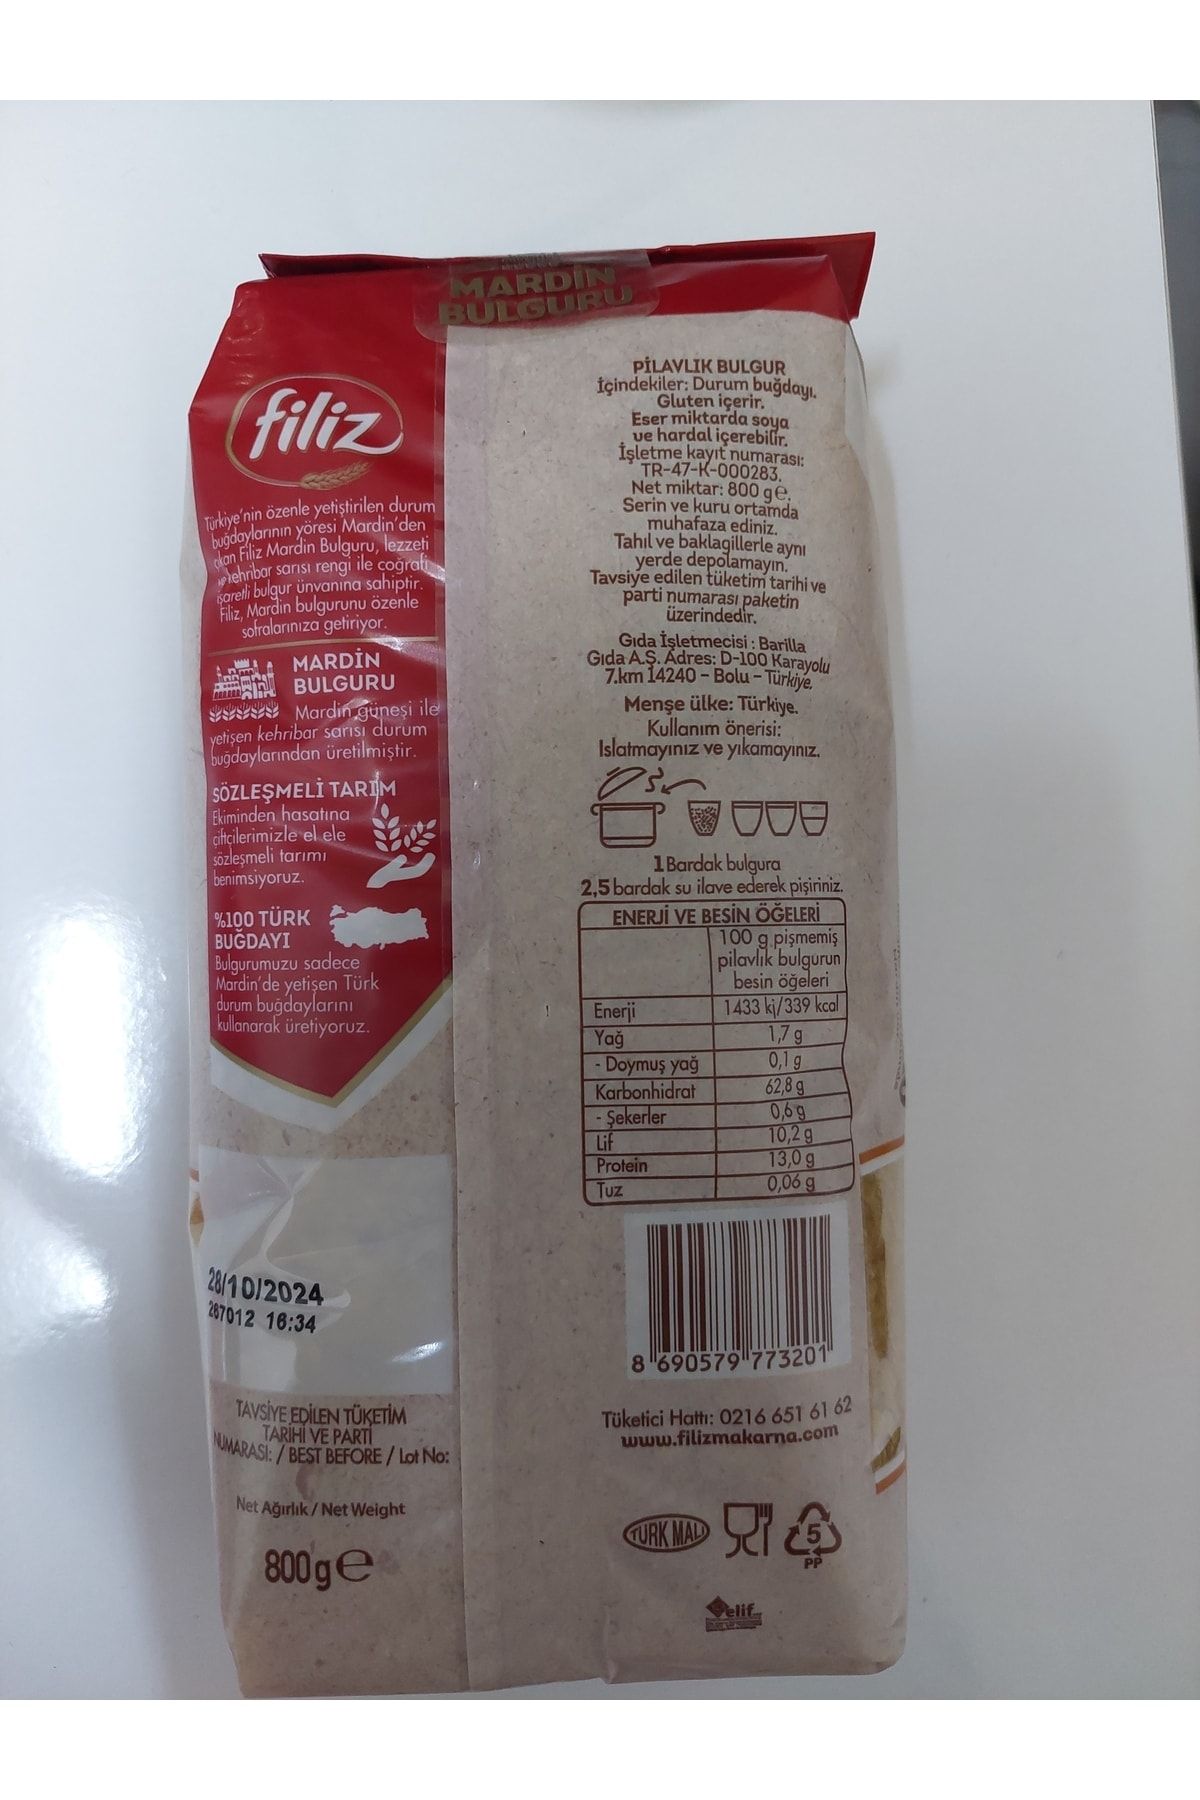 MARDİN
BULGURU
filiz
Türkiye'nin özenle yetiştirilen durum
buğdaylarının yöresi Mardin'den
çıkan Filiz Mardin Bulguru, lezzeti
ve kehribar sarısı rengi ile coğrafi
işaretli bulgur ünvanına sahiptir.
Filiz, Mardin bulgurunu özenle
sofralarınıza getiriyor.
MARDİN
BULGURU
Mardin güneşi ile
yetişen kehribar sarısı durum
buğdaylarından üretilmiştir.
SÖZLEŞMELİ TARIM
Ekiminden hasatına
çiftçilerimizle el ele
sözleşmeli tarımı
benimsiyoruz.
%100 TÜRK
BUĞDAYI
Bulgurumuzu sadece
Mardin'de yetişen Türk
durum buğdaylarını
kullanarak üretiyoruz.
28/10/2024
267012 16:34
TAVSİYE EDİLEN TÜKETİM
TARİHİ VE PARTİ
NUMARASI: / BEST BEFORE / Lot No:
Net Ağırlık / Net Weight
800 g e
PİLAVLIK BULGUR
İçindekiler: Durum buğdayı.
Gluten içerir.
Eser miktarda soya
ve hardal içerebilir.
İşletme kayıt numarası:
TR-47-K-000283.
Net miktar: 800 g e.
Serin ve kuru ortamda
muhafaza ediniz.
Tahıl ve baklagillerle aynı
yerde depolamayın.
Tavsiye edilen tüketim tarihi ve
parti numarası paketin
üzerindedir.
Gıda İşletmecisi : Barilla
Gıda A.Ş. Adres: D-100 Karayolu
7.km 14240 - Bolu - Türkiye.
Menşe ülke: Türkiye.
Kullanım önerisi:
Islatmayınız ve yıkamayınız.
1 Bardak bulgura
2,5 bardak su ilave ederek pişiriniz.
ENERJİ VE BESİN ÖĞELERİ
100 g pişmemiş
pilavlık bulgurun
besin öğeleri
Enerji 1433 kj/339 kcal
Yağ 1,7 g
- Doymuş yağ 0,1 g
Karbonhidrat 62,8 g
- Şekerler 0,6 g
Lif 10,2 g
Protein 13,0 g
Tuz 0,06 g
8 690579 773201
Tüketici Hattı: 0216 651 61 62
www.filizmakarna.com
TÜRK MALI
5
PP
elif